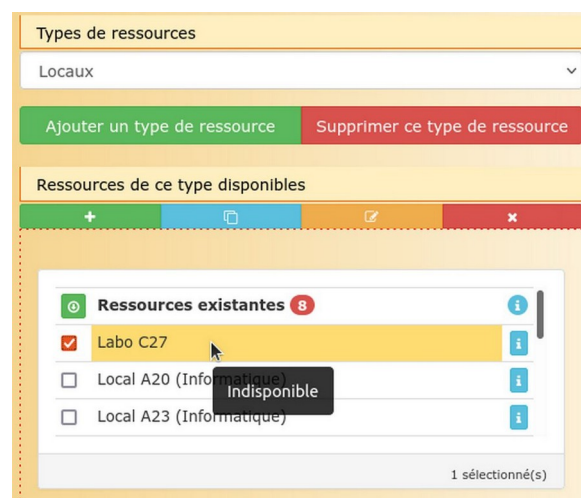 Types de ressources
Locaux
Ajouter un type de ressource Supprimer ce type de ressource
Ressources de ce type disponibles
Ressources existantes 8
Labo C27
Local A20 (Informatique)
Indisponible
Local A23 (Informatique)
1 sélectionné(s)